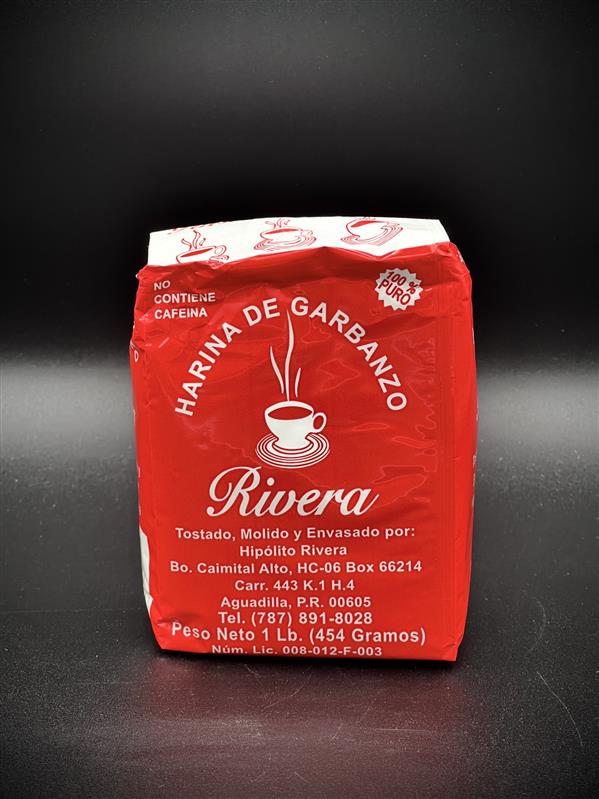 NO
CONTIENE
CAFEINA
100 %
PURO
HARINA DE GARBANZO
Rivera
Tostado, Molido y Envasado por:
Hipólito Rivera
Bo. Caimital Alto, HC-06 Box 66214
Carr. 443 K.1 H.4
Aguadilla, P.R. 00605
Tel. (787) 891-8028
Peso Neto 1 Lb. (454 Gramos)
Núm. Lic. 008-012-F-003